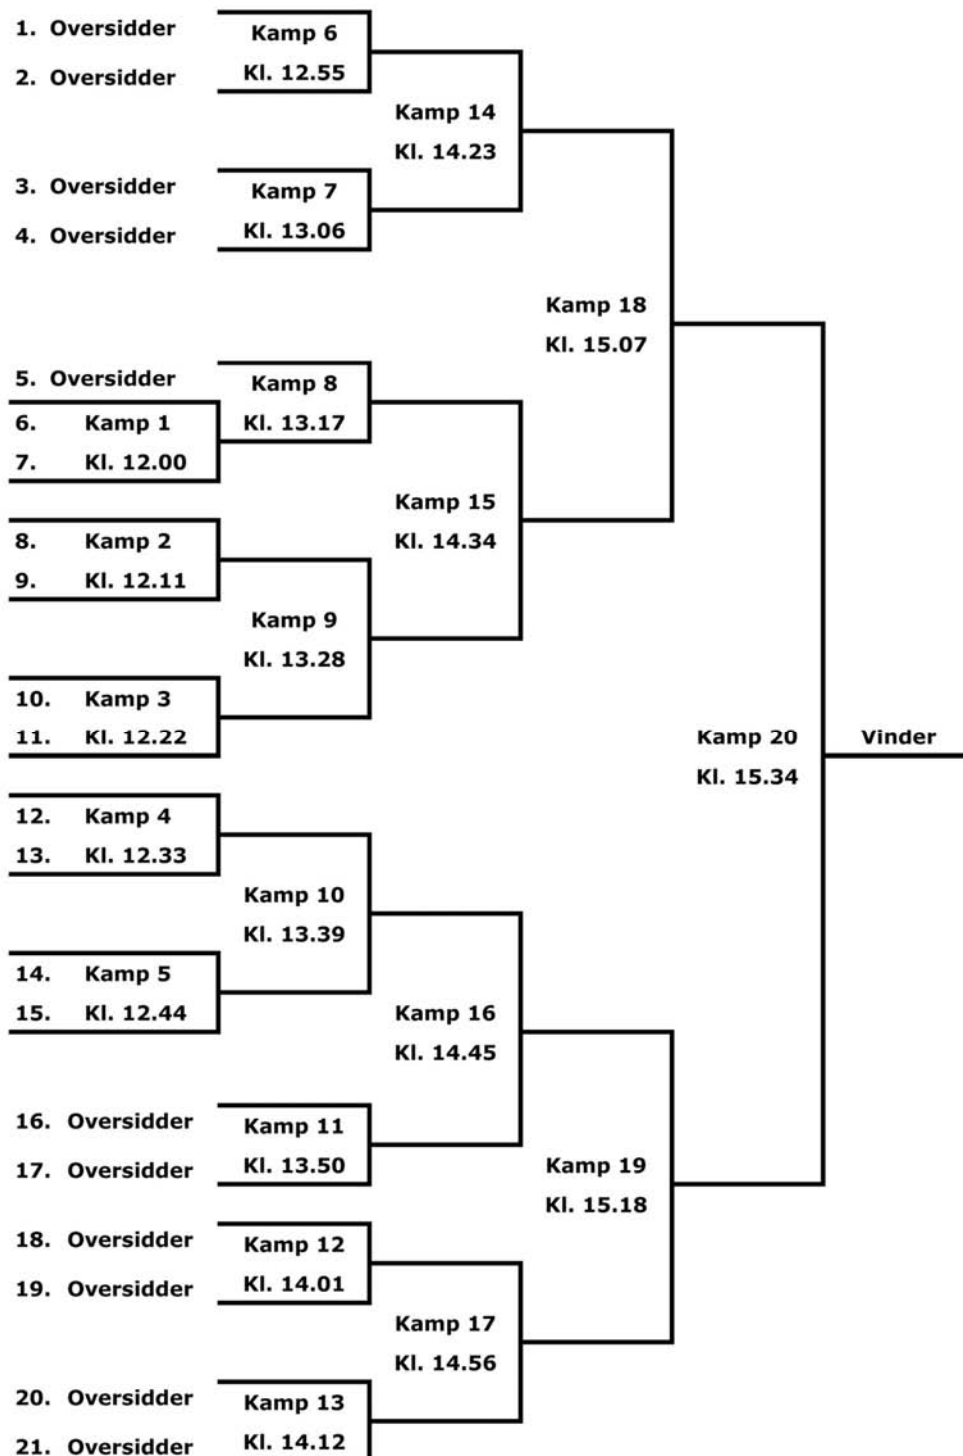 1. Oversidder
2. Oversidder
Kamp 6
Kl. 12.55
3. Oversidder
4. Oversidder
Kamp 7
Kl. 13.06
Kamp 14
Kl. 14.23
5. Oversidder
6. Kamp 1
7. Kl. 12.00
Kamp 8
Kl. 13.17
8. Kamp 2
9. Kl. 12.11
10. Kamp 3
11. Kl. 12.22
Kamp 9
Kl. 13.28
Kamp 15
Kl. 14.34
Kamp 18
Kl. 15.07
12. Kamp 4
13. Kl. 12.33
14. Kamp 5
15. Kl. 12.44
Kamp 10
Kl. 13.39
16. Oversidder
17. Oversidder
Kamp 11
Kl. 13.50
Kamp 16
Kl. 14.45
18. Oversidder
19. Oversidder
Kamp 12
Kl. 14.01
20. Oversidder
21. Oversidder
Kamp 13
Kl. 14.12
Kamp 17
Kl. 14.56
Kamp 19
Kl. 15.18
Kamp 20
Kl. 15.34
Vinder